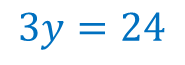 3𝑦 = 24